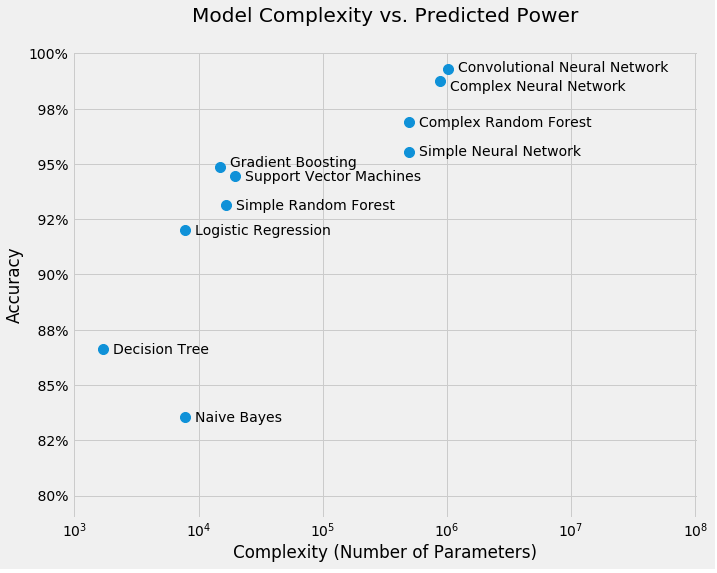 Model Complexity vs. Predicted Power
100%
98%
95%
92%
90%
88%
85%
82%
80%
Accuracy
Convolutional Neural Network
Complex Neural Network
Complex Random Forest
Simple Neural Network
Gradient Boosting
Support Vector Machines
Simple Random Forest
Logistic Regression
Decision Tree
Naive Bayes
10³ 10⁴ 10⁵ 10⁶ 10⁷ 10⁸
Complexity (Number of Parameters)